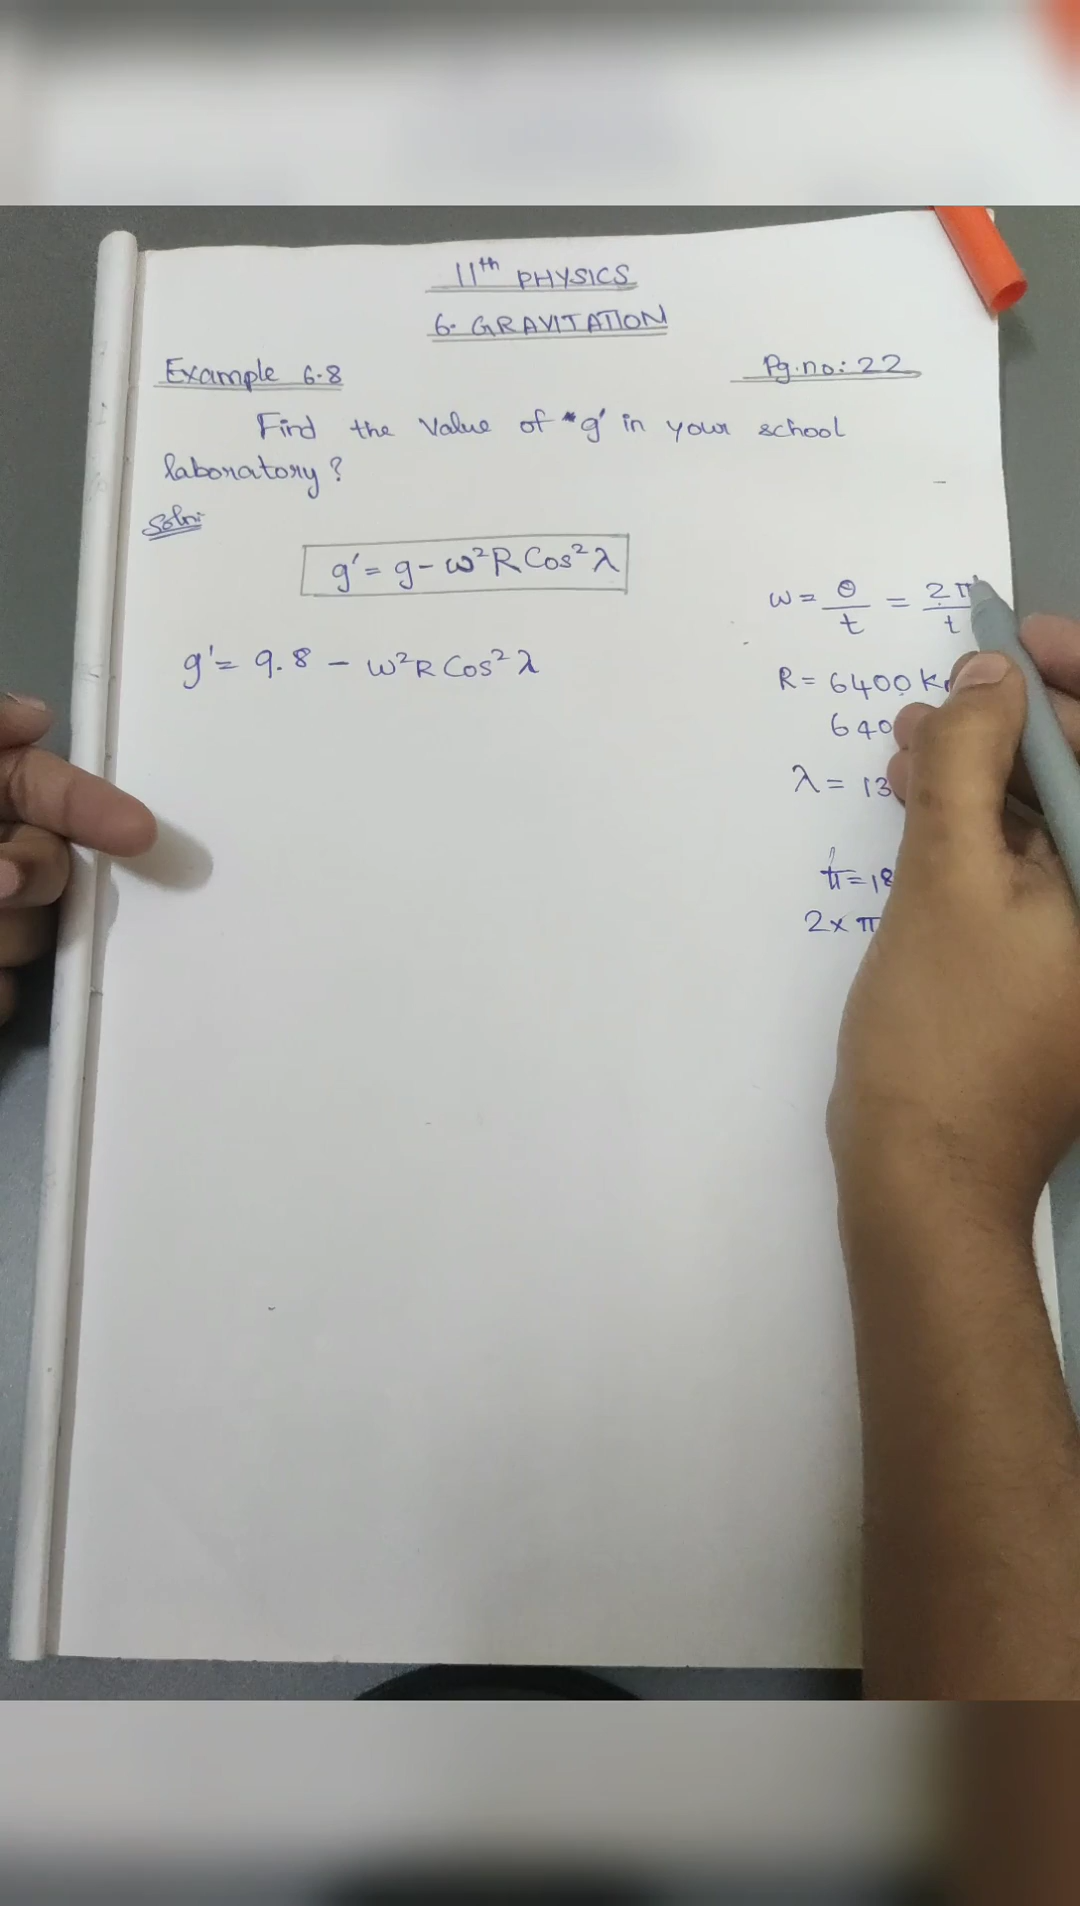 11th PHYSICS
6. GRAVITATION
Example 6.8
Pg.no: 22
Find the value of 'g' in your school
laboratory?
Soln:
g' = g - ω²R Cos²λ
ω = θ/t = 2π/t
g' = 9.8 - ω²R Cos²λ
R = 6400 K
640
λ = 13
π = 18
2 x π